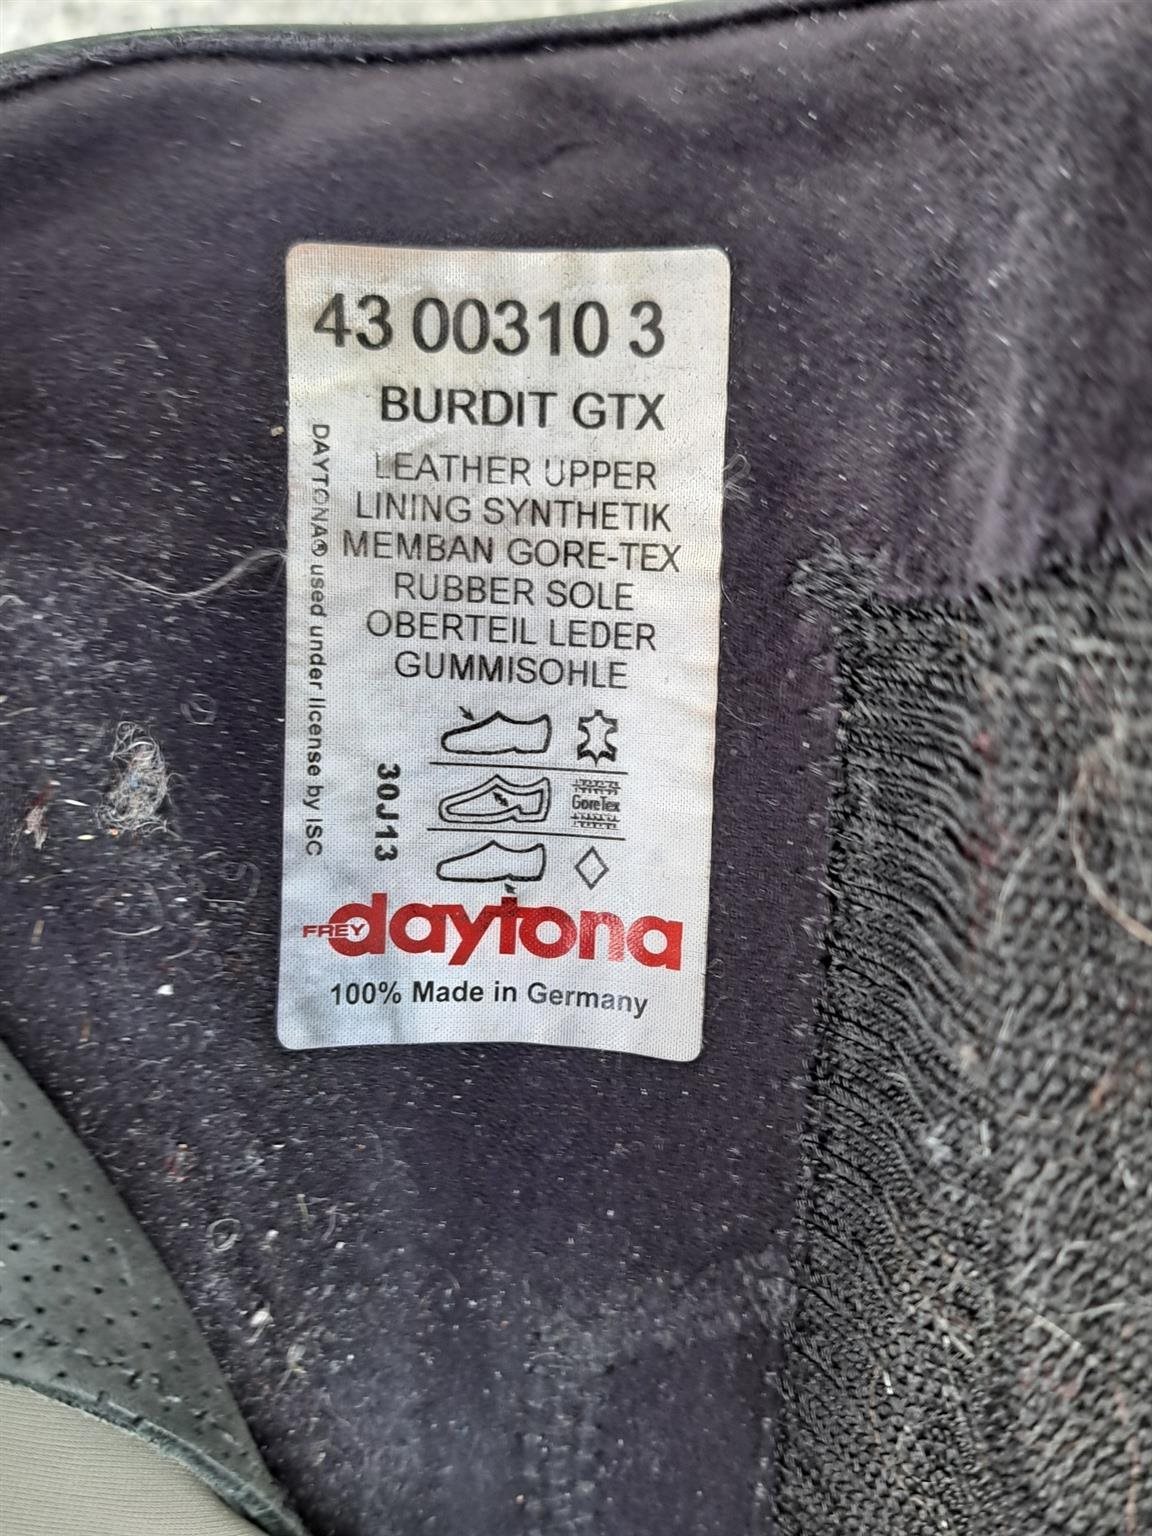 43 00310 3
BURDIT GTX
LEATHER UPPER
LINING SYNTHETIK
MEMBAN GORE-TEX
RUBBER SOLE
OBERTEIL LEDER
GUMMISOHLE
DAYTONA® used under license by ISC
30J13
GoreTex
FREY daytona
100% Made in Germany